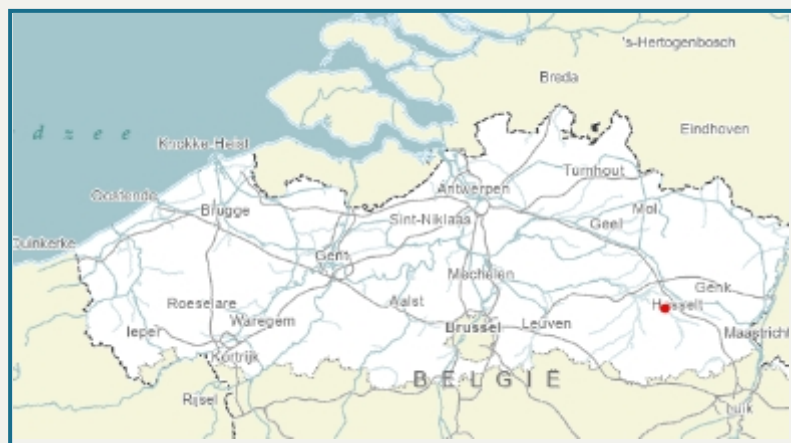 's-Hertogenbosch
Breda
Eindhoven
d z e e
Knokke-Heist
Turnhout
Antwerpen
Oostende
Brugge
Mol
Sint-Niklaas
Geel
Duinkerke
Gent
Mechelen
Genk
Roeselare
Aalst
Hasselt
Waregem
Ieper
Brussel
Leuven
Maastricht
Kortrijk
BELGIË
Rijsel
Luik